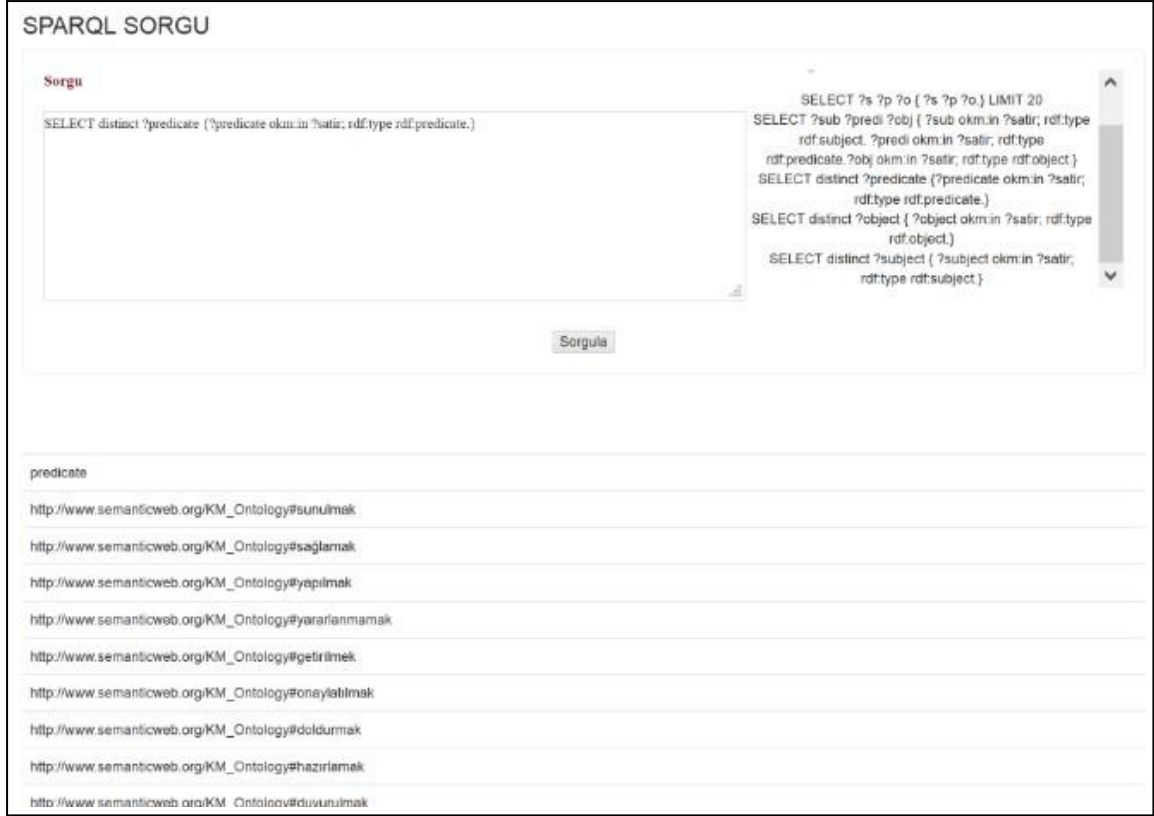 SPARQL SORGU
Sorgu
SELECT distinct ?predicate {?predicate okm:in ?satir; rdf:type rdf:predicate.}
SELECT ?s ?p ?o { ?s ?p ?o.} LIMIT 20
SELECT ?sub ?predi ?obj { ?sub okm:in ?satir; rdf:type
rdf:subject. ?predi okm:in ?satir; rdf:type
rdf:predicate.?obj okm:in ?satir; rdf:type rdf:object }
SELECT distinct ?predicate {?predicate okm:in ?satir;
rdf:type rdf:predicate.}
SELECT distinct ?object { ?object okm:in ?satir; rdf:type
rdf:object.}
SELECT distinct ?subject { ?subject okm:in ?satir;
rdf:type rdf:subject.}
Sorgula
predicate
http://www.semanticweb.org/KM_Ontology#sunulmak
http://www.semanticweb.org/KM_Ontology#sağlamak
http://www.semanticweb.org/KM_Ontology#yapılmak
http://www.semanticweb.org/KM_Ontology#yararlanmamak
http://www.semanticweb.org/KM_Ontology#getirilmek
http://www.semanticweb.org/KM_Ontology#onaylatılmak
http://www.semanticweb.org/KM_Ontology#doldurmak
http://www.semanticweb.org/KM_Ontology#hazırlamak
http://www.semanticweb.org/KM_Ontology#duyurulmak